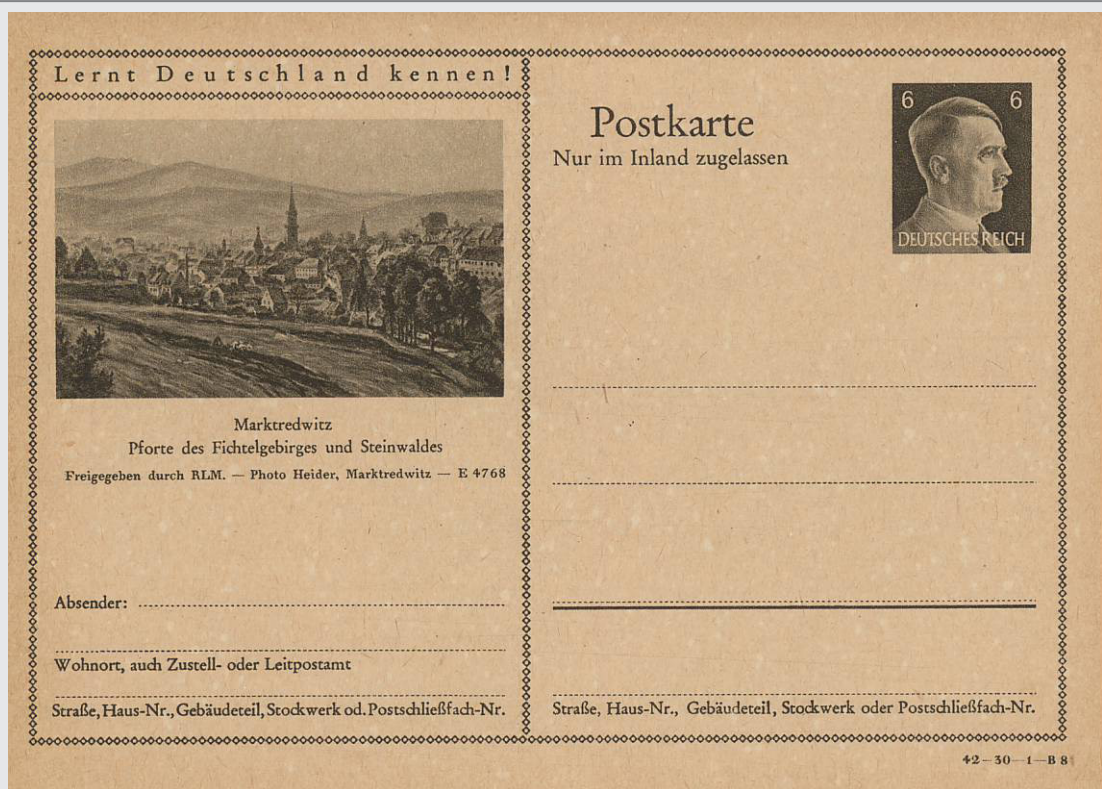 Lernt Deutschland kennen!
Marktredwitz
Pforte des Fichtelgebirges und Steinwaldes
Freigegeben durch RLM. — Photo Heider, Marktredwitz — E 4768
Absender:
Wohnort, auch Zustell- oder Leitpostamt
Straße, Haus-Nr., Gebäudeteil, Stockwerk od. Postschließfach-Nr.
Postkarte
Nur im Inland zugelassen
6 6
DEUTSCHES REICH
Straße, Haus-Nr., Gebäudeteil, Stockwerk oder Postschließfach-Nr.
42—30—1—B 8